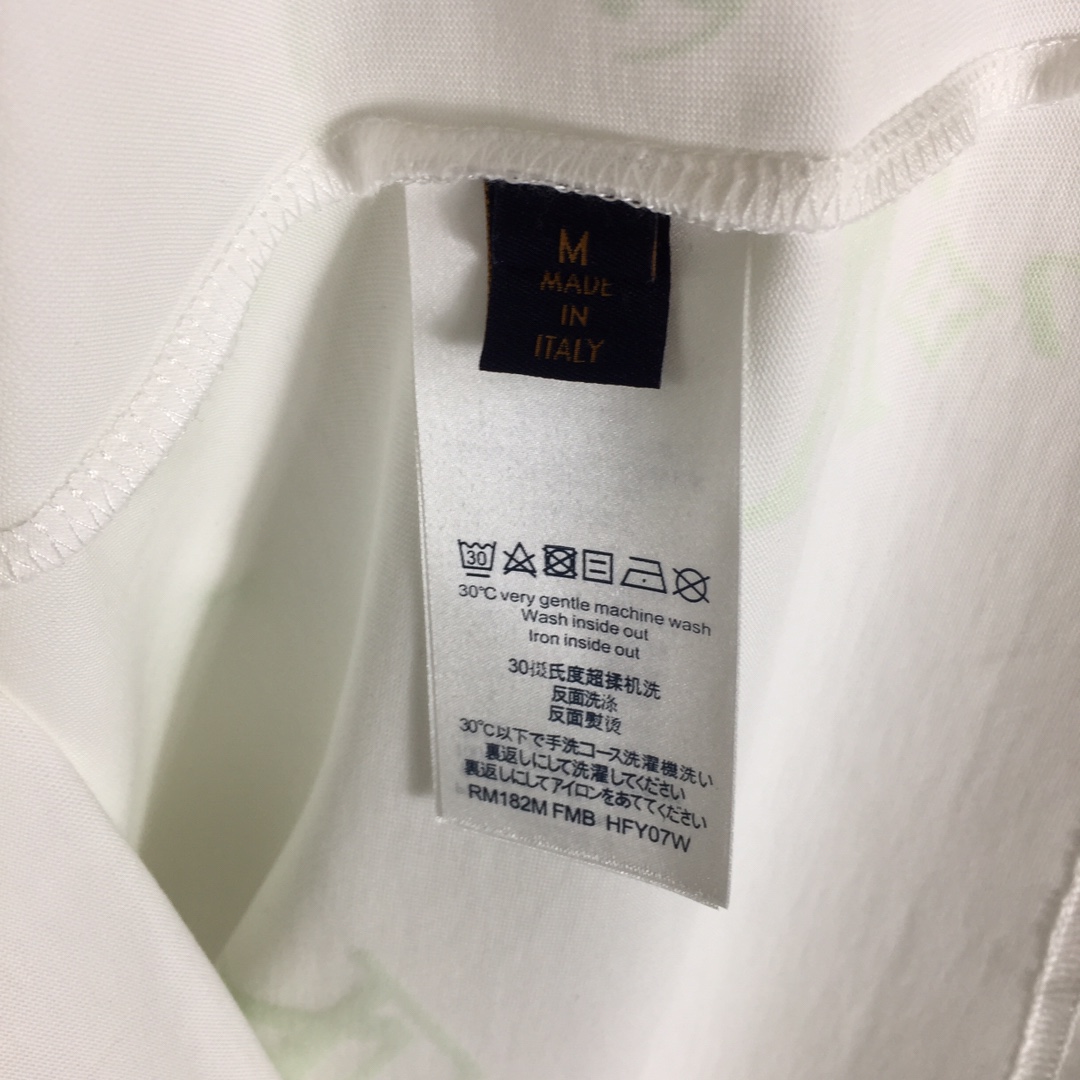 M
MADE
IN
ITALY
30
30°C very gentle machine wash
Wash inside out
Iron inside out
30摄氏度超揉机洗
反面洗涤
反面熨烫
30°C以下で手洗コース洗濯機洗い
裏返しにして洗濯してください
裏返しにしてアイロンをあててください
RM182M FMB HFY07W